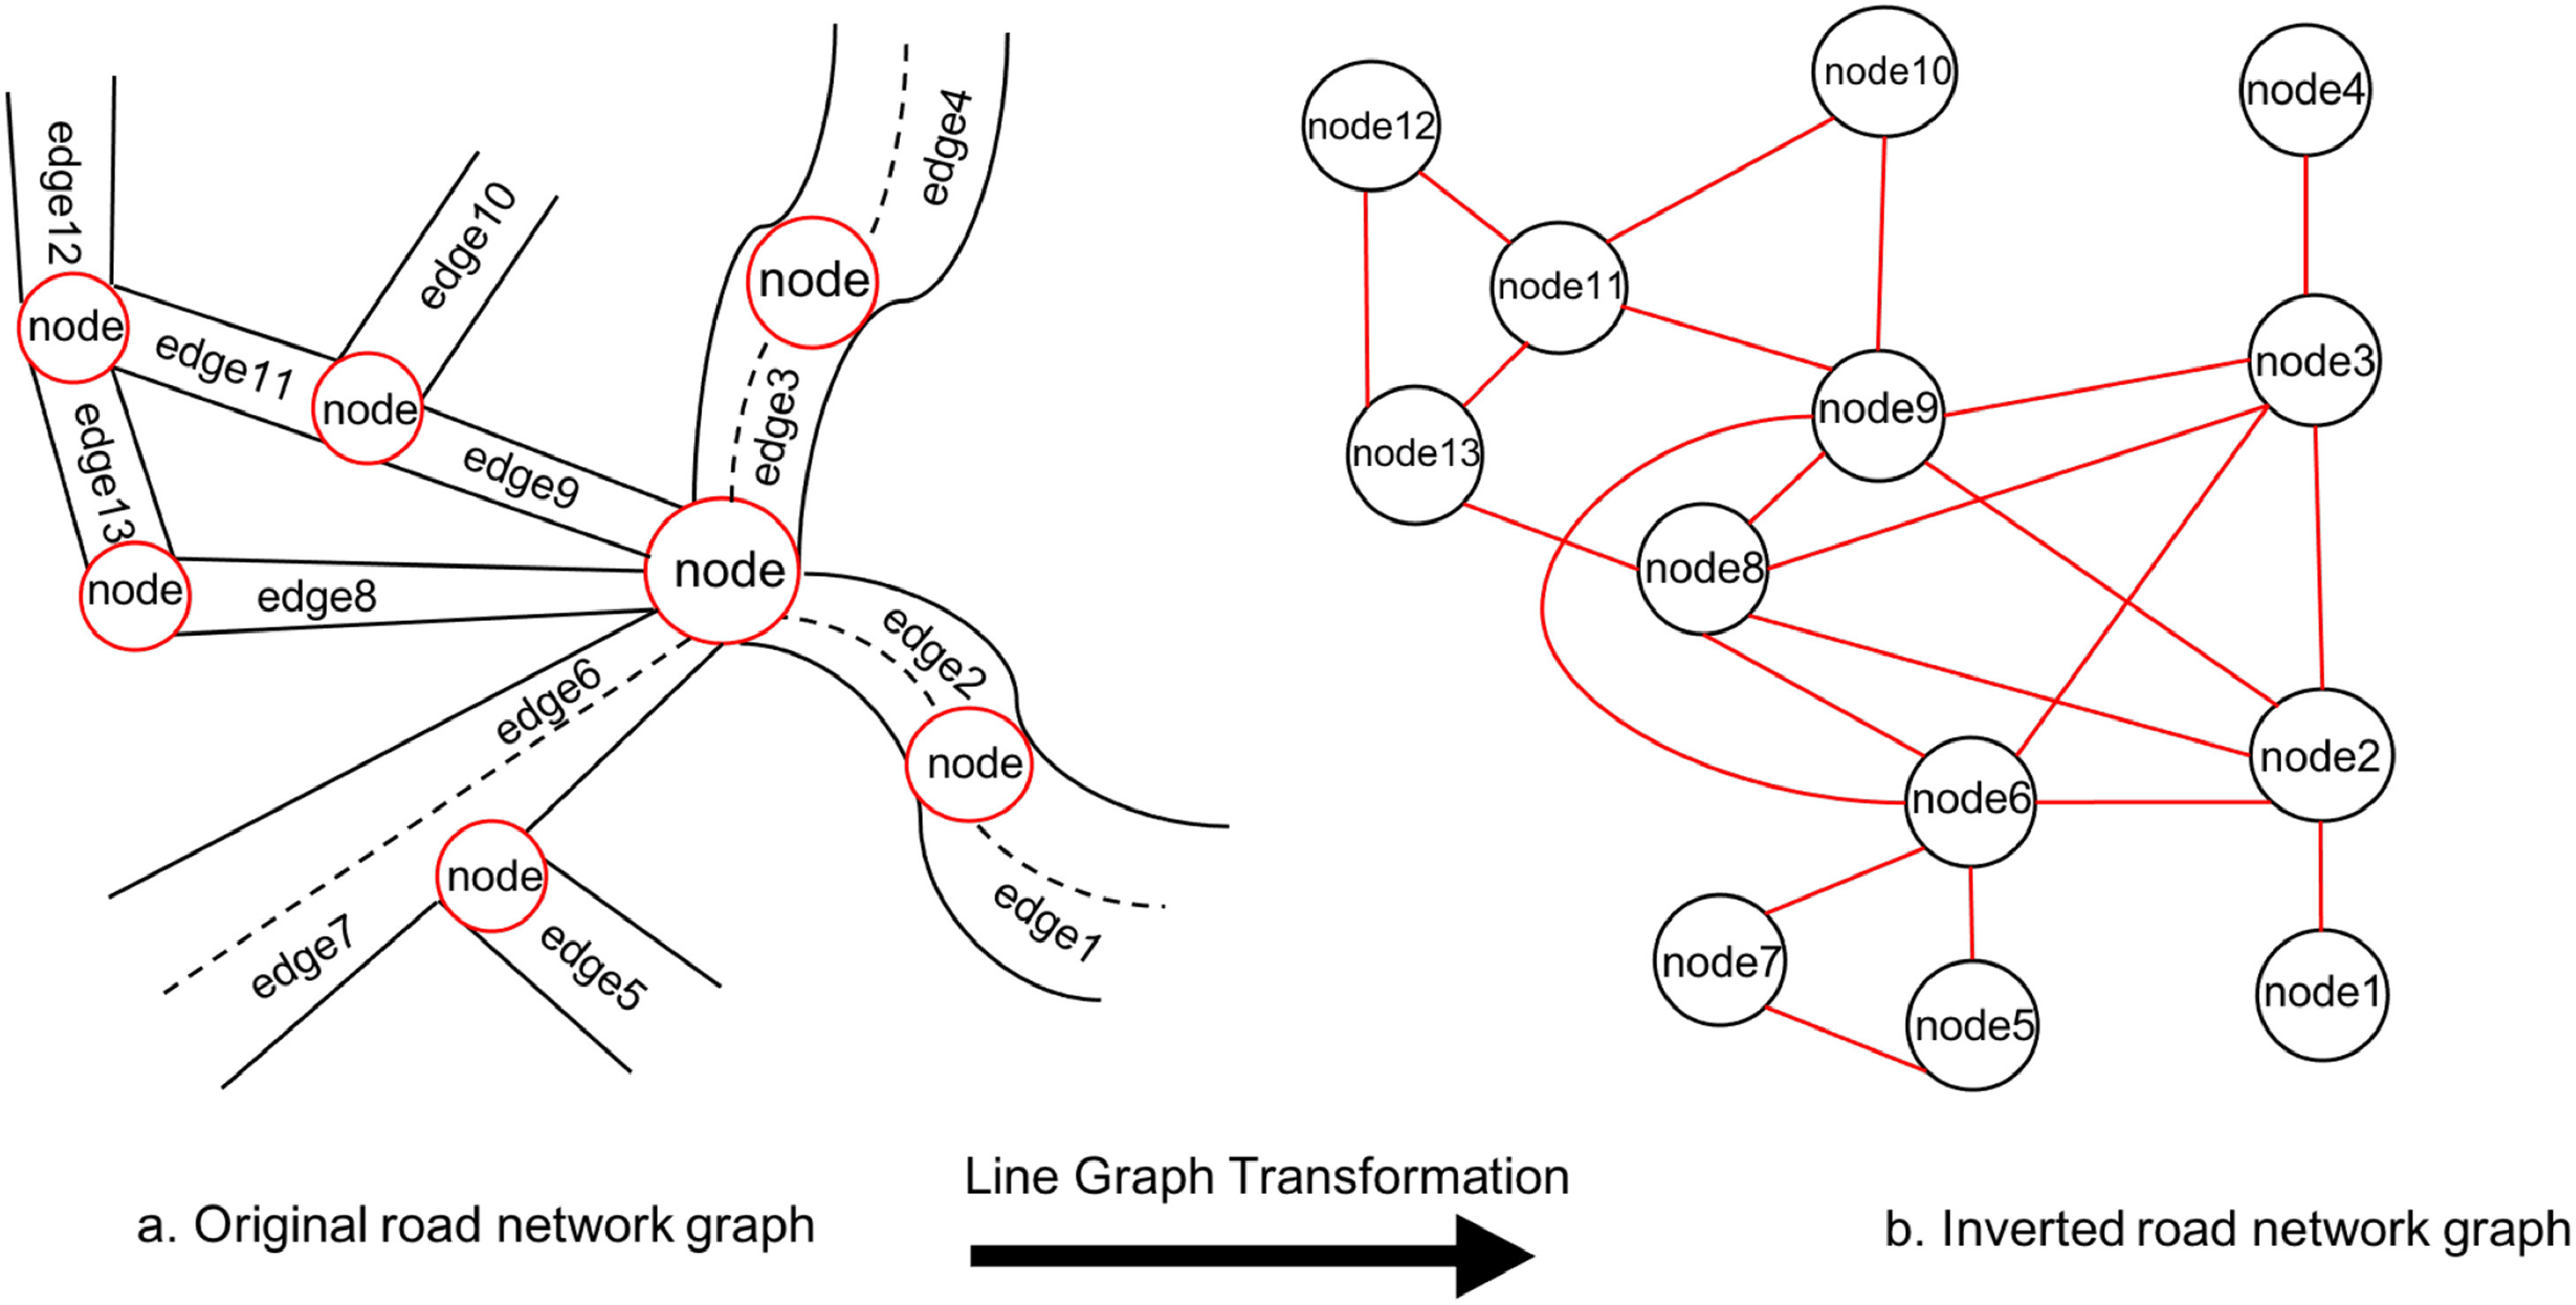 edge12
edge10
edge4
node
node
edge11
node
edge3
edge13
edge9
node
node
edge8
edge2
edge6
node
node
edge7
edge5
edge1
node10
node4
node12
node11
node3
node9
node13
node8
node2
node6
node7
node1
node5
Line Graph Transformation
a. Original road network graph
b. Inverted road network graph